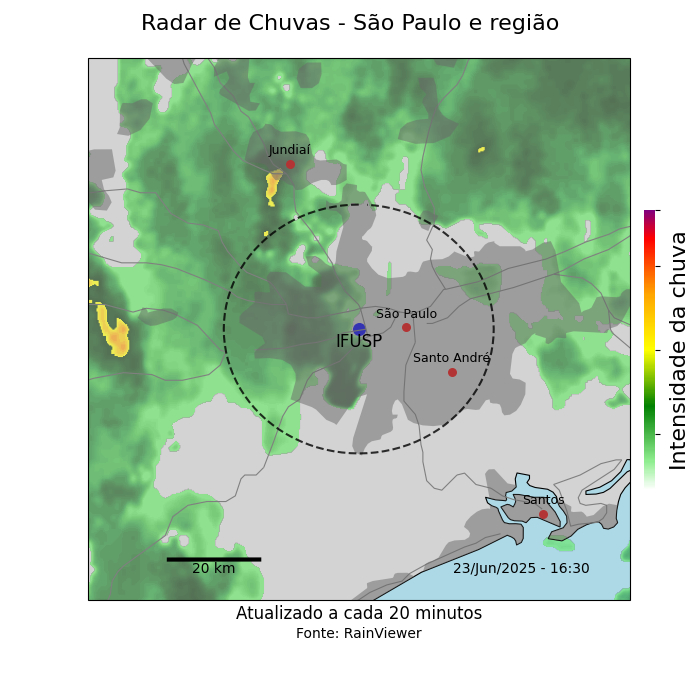 Radar de Chuvas - São Paulo e região
Jundiaí
São Paulo
IFUSP
Santo André
Santos
20 km
23/Jun/2025 - 16:30
Intensidade da chuva
Atualizado a cada 20 minutos
Fonte: RainViewer